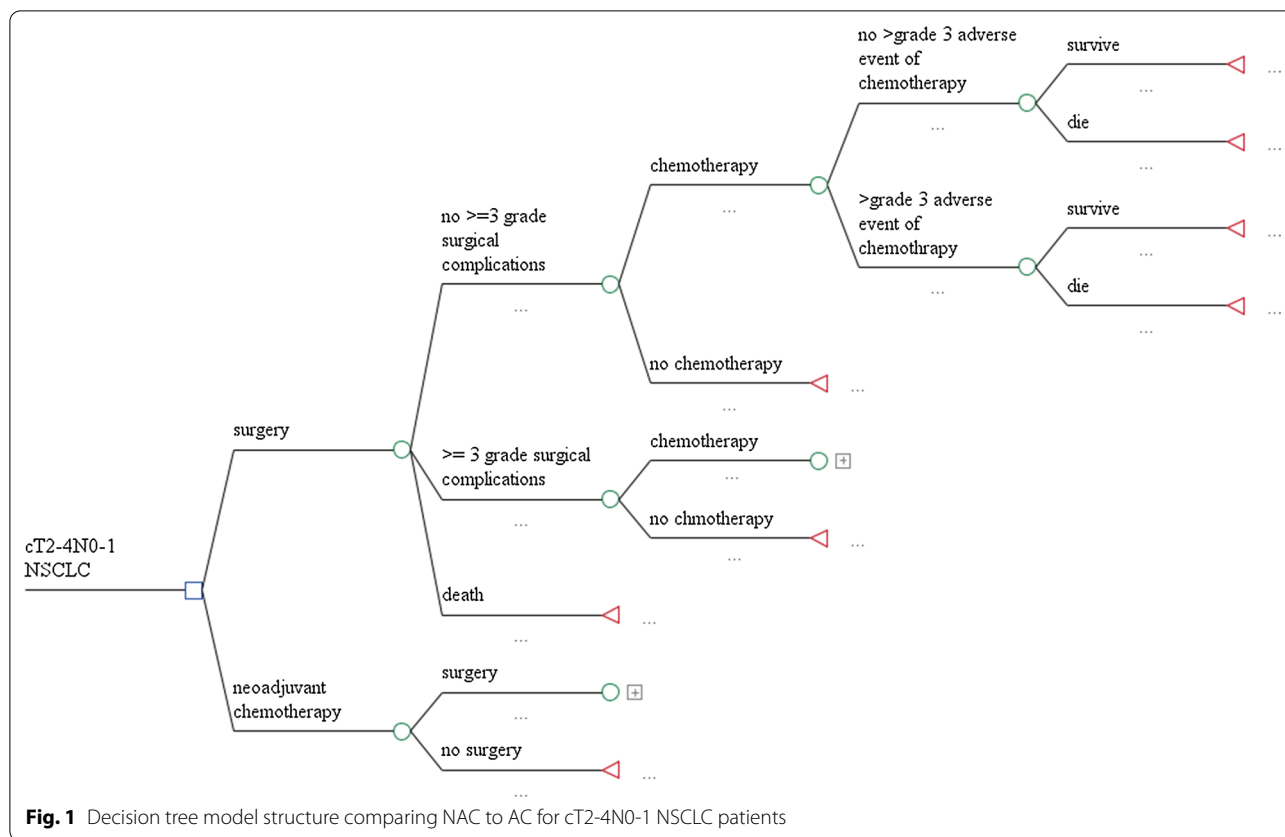 no >grade 3 adverse
event of
chemotherapy
...
survive
...
...
die
...
...
chemotherapy
...
>grade 3 adverse
event of
chemothrapy
...
survive
...
...
die
...
...
no >=3 grade
surgical
complications
...
no chemotherapy
...
...
surgery
>= 3 grade surgical
complications
...
chemotherapy
...
no chmotherapy
...
...
cT2-4N0-1
NSCLC
death
...
...
neoadjuvant
chemotherapy
surgery
...
no surgery
...
...
Fig. 1 Decision tree model structure comparing NAC to AC for cT2-4N0-1 NSCLC patients